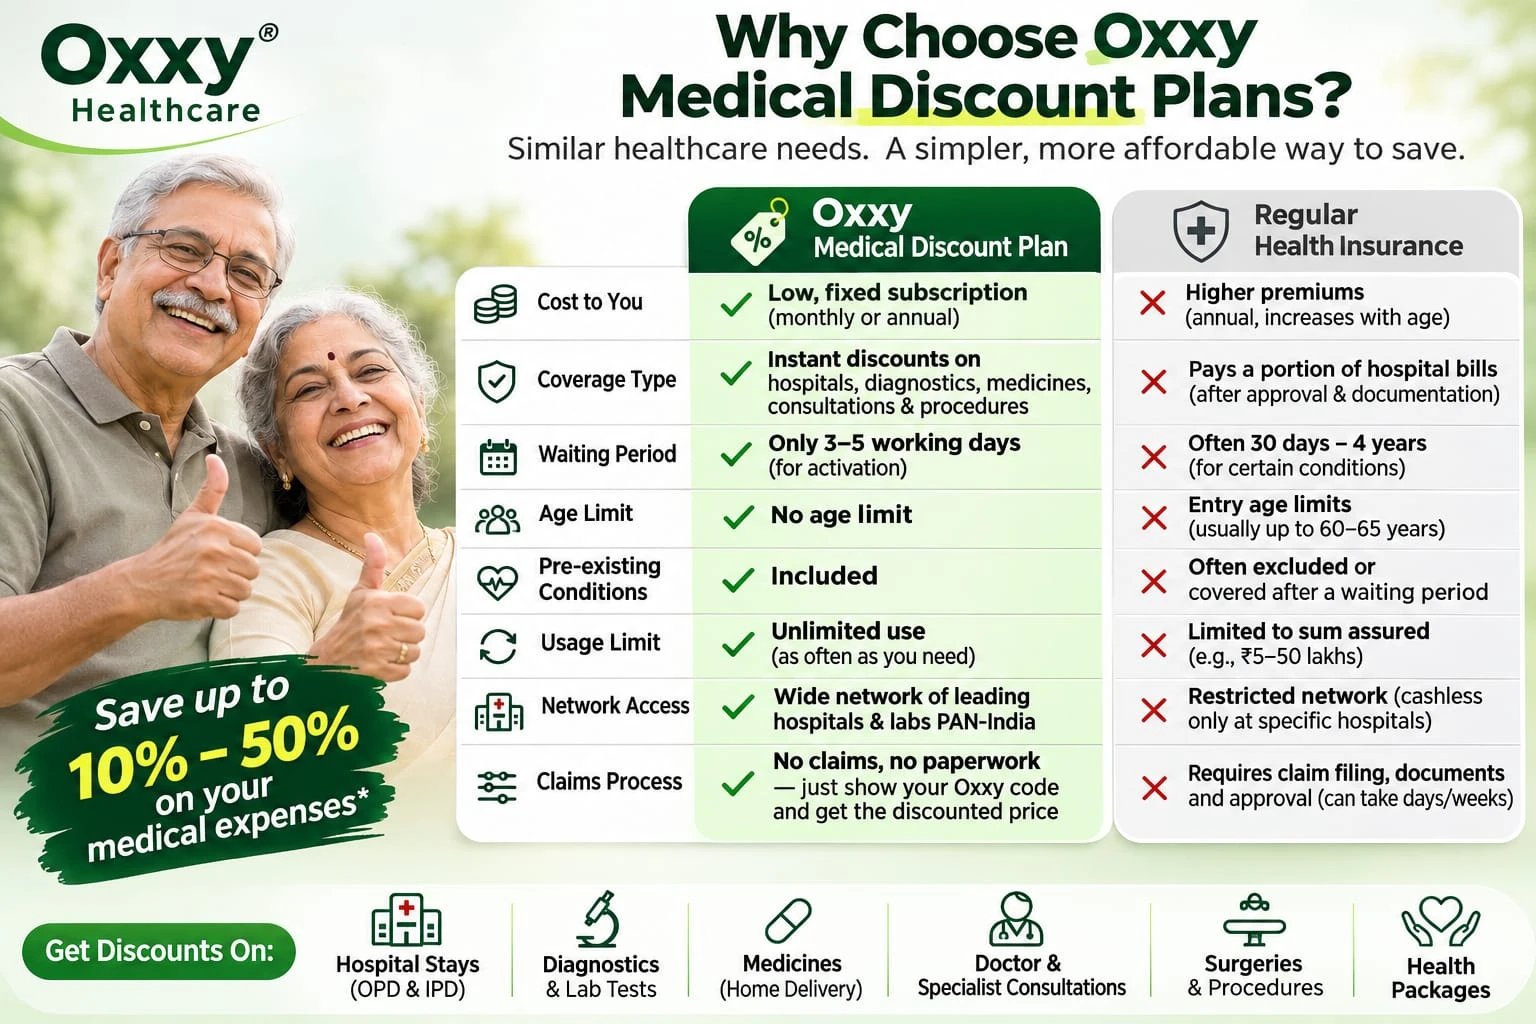 Oxxy®
Healthcare
Why Choose Oxxy
Medical Discount Plans?
Similar healthcare needs. A simpler, more affordable way to save.
Oxxy
Medical Discount Plan
Regular
Health Insurance
Cost to You
Low, fixed subscription
(monthly or annual)
Higher premiums
(annual, increases with age)
Coverage Type
Instant discounts on
hospitals, diagnostics, medicines,
consultations & procedures
Pays a portion of hospital bills
(after approval & documentation)
Waiting Period
Only 3–5 working days
(for activation)
Often 30 days – 4 years
(for certain conditions)
Age Limit
No age limit
Entry age limits
(usually up to 60–65 years)
Pre-existing
Conditions
Included
Often excluded or
covered after a waiting period
Usage Limit
Unlimited use
(as often as you need)
Limited to sum assured
(e.g., ₹5–50 lakhs)
Network Access
Wide network of leading
hospitals & labs PAN-India
Restricted network (cashless
only at specific hospitals)
Claims Process
No claims, no paperwork
— just show your Oxxy code
and get the discounted price
Requires claim filing, documents
and approval (can take days/weeks)
Save up to
10% – 50%
on your
medical expenses*
Get Discounts On:
Hospital Stays
(OPD & IPD)
Diagnostics
& Lab Tests
Medicines
(Home Delivery)
Doctor &
Specialist Consultations
Surgeries
& Procedures
Health
Packages